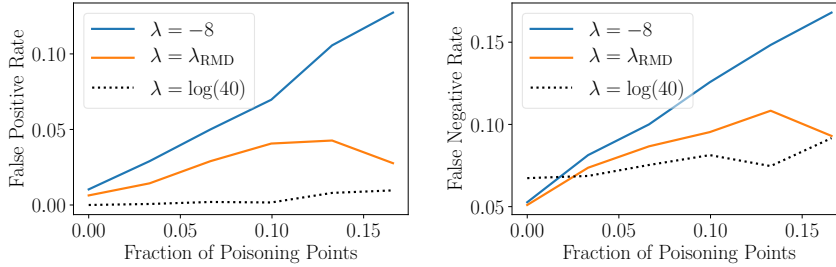 False Positive Rate
0.10
0.05
0.00
λ = −8
λ = λ_RMD
λ = log(40)
0.00 0.05 0.10 0.15
Fraction of Poisoning Points
False Negative Rate
0.15
0.10
0.05
λ = −8
λ = λ_RMD
λ = log(40)
0.00 0.05 0.10 0.15
Fraction of Poisoning Points